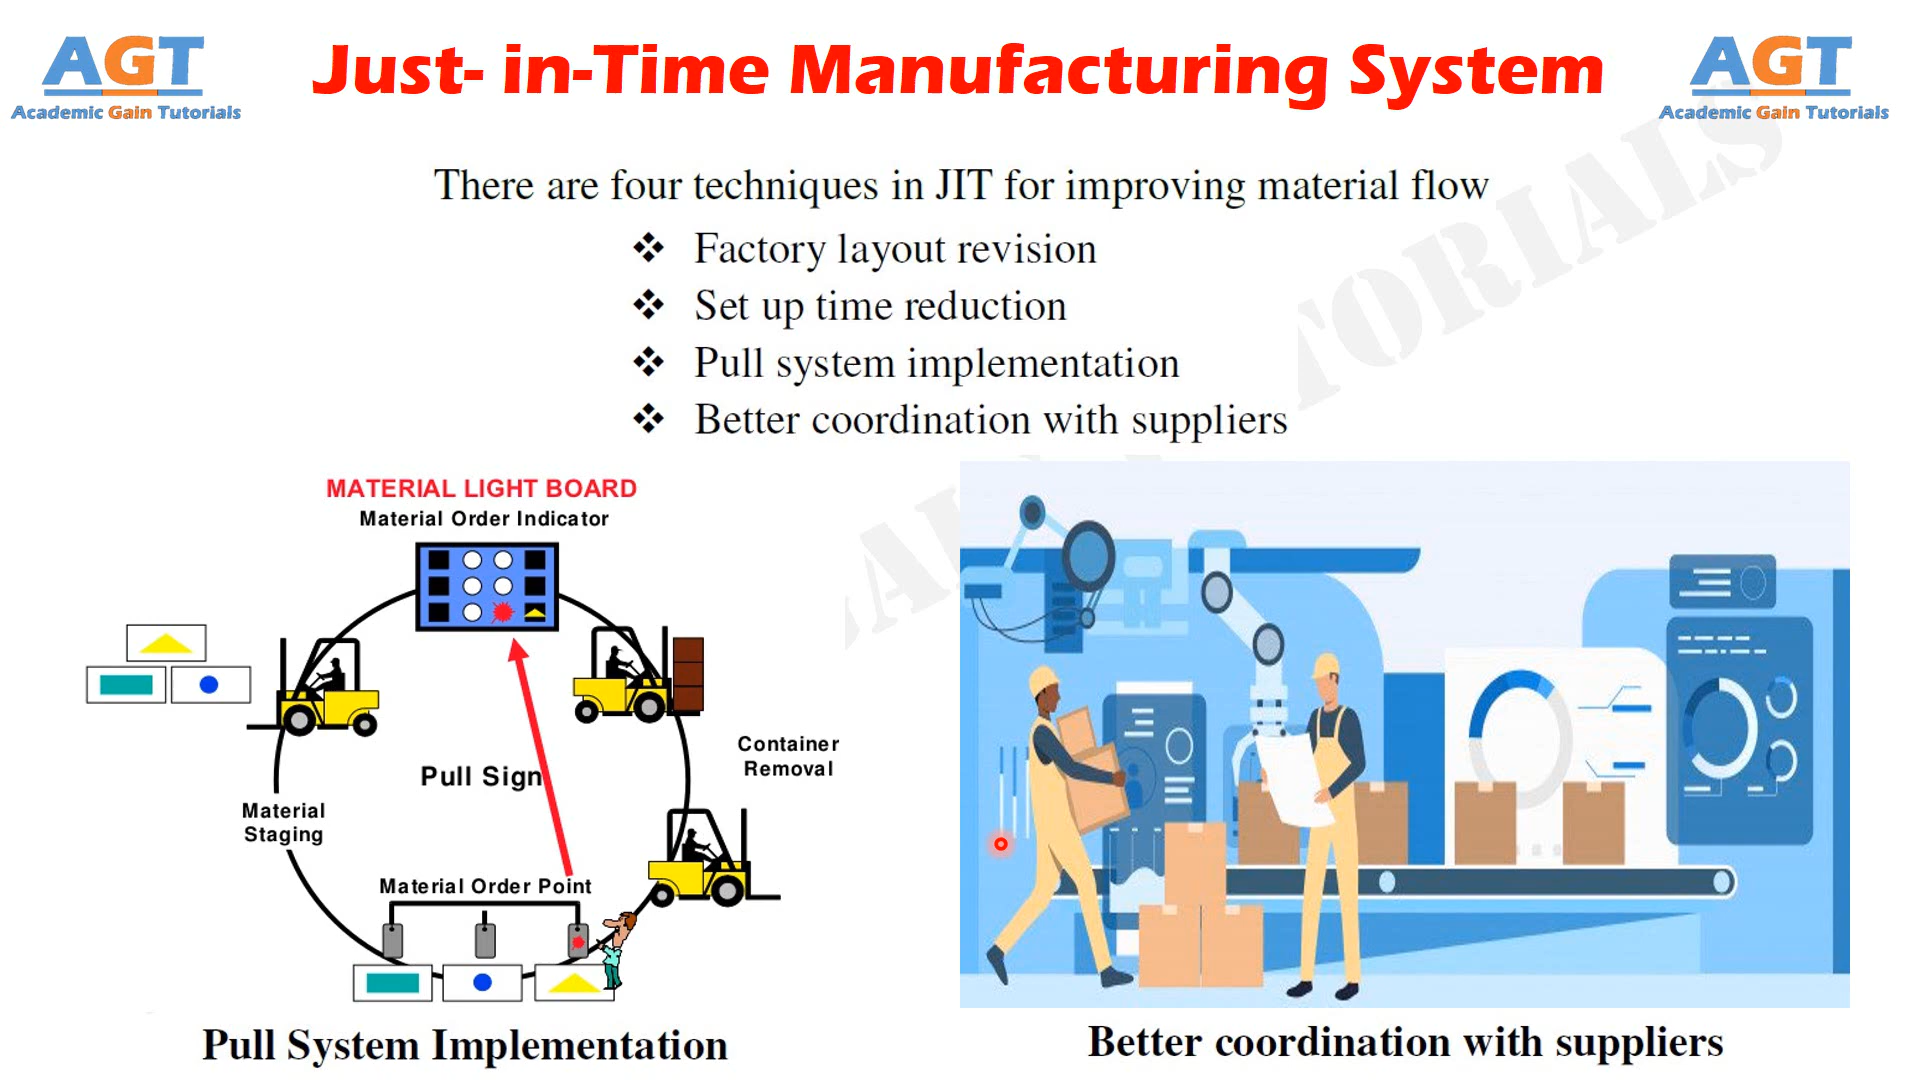 AGT
Academic Gain Tutorials
Just- in-Time Manufacturing System
AGT
Academic Gain Tutorials
There are four techniques in JIT for improving material flow
❖ Factory layout revision
❖ Set up time reduction
❖ Pull system implementation
❖ Better coordination with suppliers
MATERIAL LIGHT BOARD
Material Order Indicator
Container
Removal
Pull Sign
Material
Staging
Material Order Point
Pull System Implementation
Better coordination with suppliers